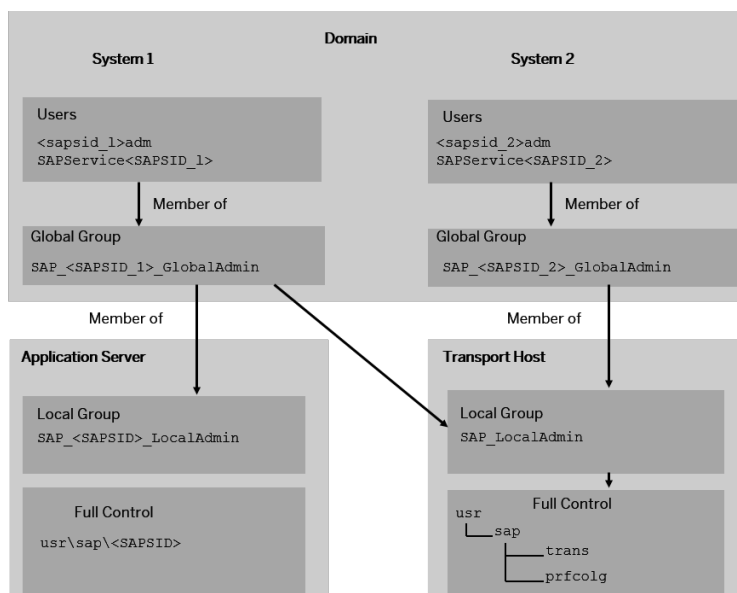 Domain
System 1
System 2
Users
<sapsid_1>adm
SAPService<SAPSID_1>
Users
<sapsid_2>adm
SAPService<SAPSID_2>
Member of
Member of
Global Group
SAP_<SAPSID_1>_GlobalAdmin
Global Group
SAP_<SAPSID_2>_GlobalAdmin
Member of
Member of
Application Server
Transport Host
Local Group
SAP_<SAPSID>_LocalAdmin
Local Group
SAP_LocalAdmin
Full Control
usr\sap\<SAPSID>
Full Control
usr
sap
trans
prfcolg